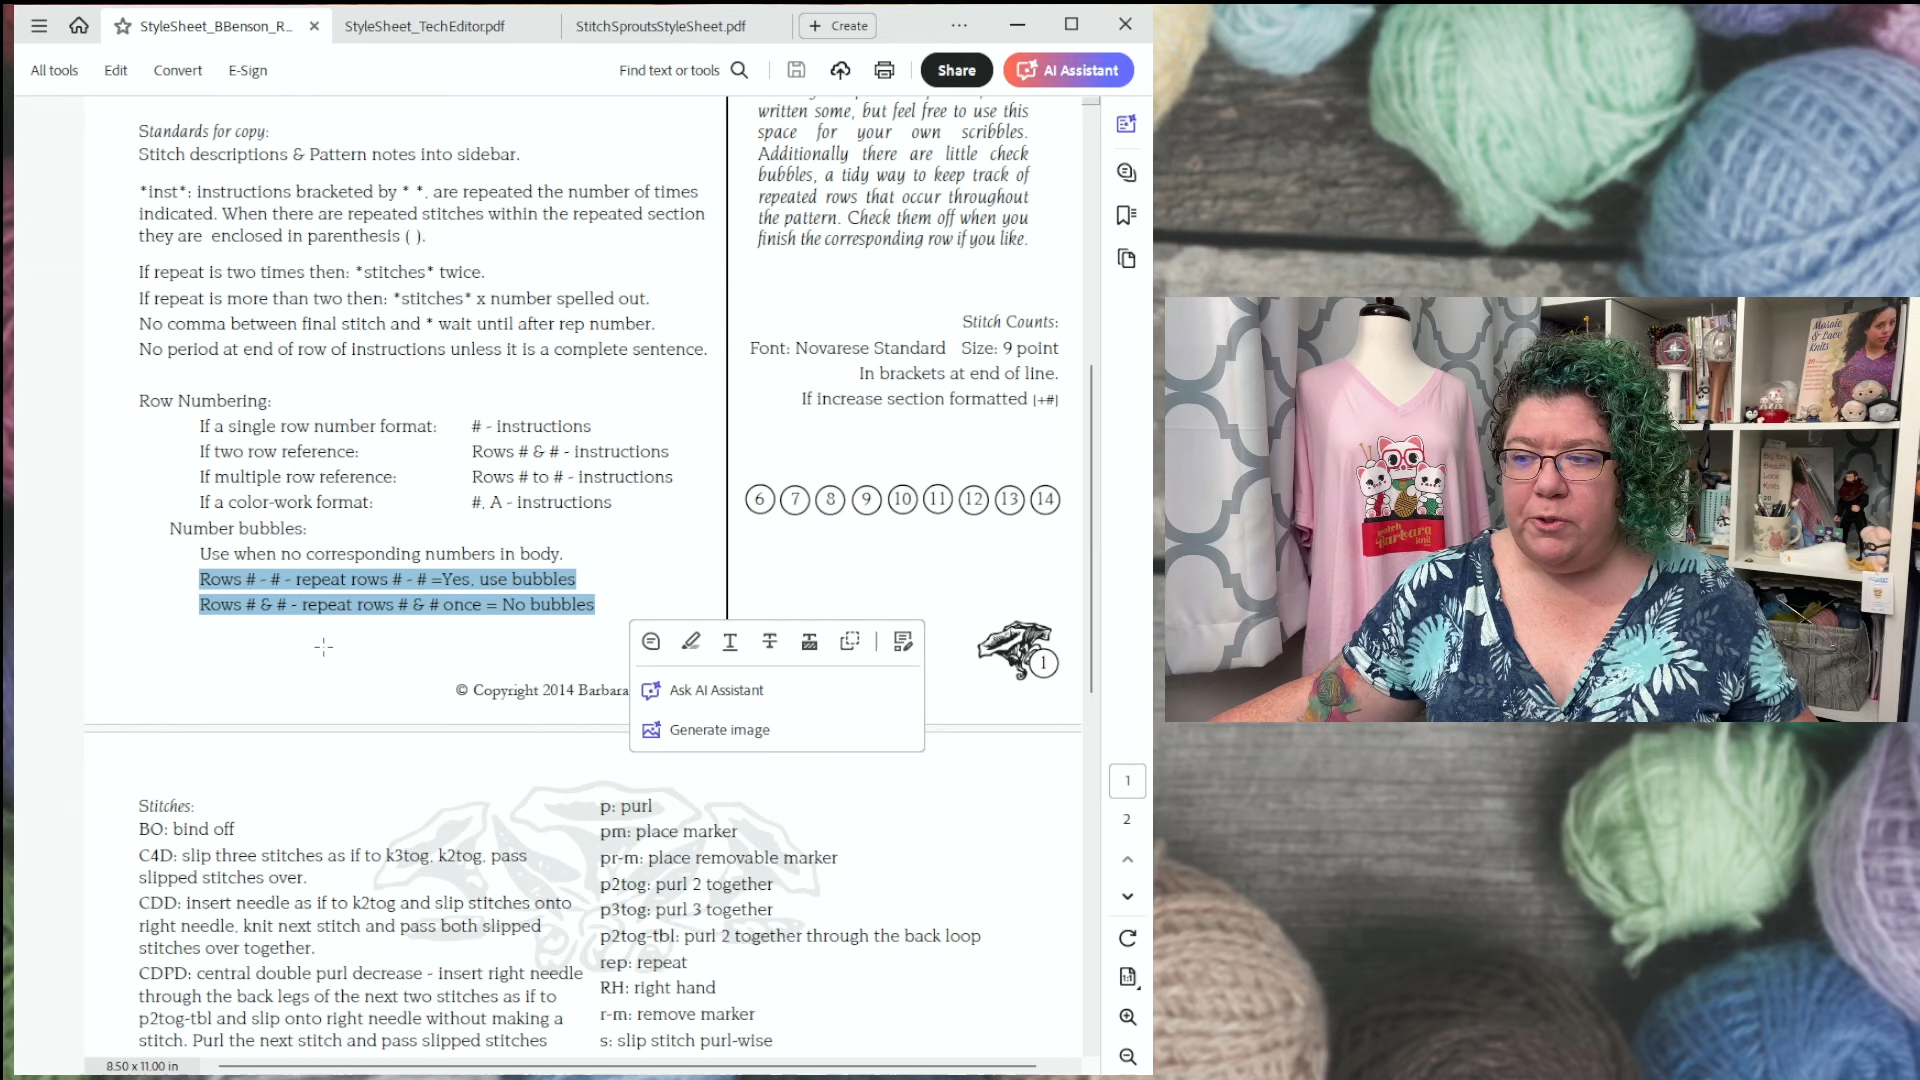 StyleSheet_BBenson_R...
StyleSheet_TechEditor.pdf
StitchSproutsStyleSheet.pdf
Create
All tools
Edit
Convert
E-Sign
Find text or tools
Share
AI Assistant
Standards for copy:
Stitch descriptions & Pattern notes into sidebar.
*inst*: instructions bracketed by * *, are repeated the number of times
indicated. When there are repeated stitches within the repeated section
they are enclosed in parenthesis ( ).
If repeat is two times then: *stitches* twice.
If repeat is more than two then: *stitches* x number spelled out.
No comma between final stitch and * wait until after rep number.
No period at end of row of instructions unless it is a complete sentence.
Row Numbering:
If a single row number format: # - instructions
If two row reference: Rows # & # - instructions
If multiple row reference: Rows # to # - instructions
If a color-work format: #, A - instructions
Number bubbles:
Use when no corresponding numbers in body.
Rows # - # - repeat rows # - # =Yes, use bubbles
Rows # & # - repeat rows # & # once = No bubbles
written some, but feel free to use this
space for your own scribbles.
Additionally there are little check
bubbles, a tidy way to keep track of
repeated rows that occur throughout
the pattern. Check them off when you
finish the corresponding row if you like.
Stitch Counts:
Font: Novarese Standard Size: 9 point
In brackets at end of line.
If increase section formatted [+#]
6 7 8 9 10 11 12 13 14
1
© Copyright 2014 Barbara
Ask AI Assistant
Generate image
Stitches:
BO: bind off
C4D: slip three stitches as if to k3tog, k2tog, pass
slipped stitches over.
CDD: insert needle as if to k2tog and slip stitches onto
right needle, knit next stitch and pass both slipped
stitches over together.
CDPD: central double purl decrease - insert right needle
through the back legs of the next two stitches as if to
p2tog-tbl and slip onto right needle without making a
stitch. Purl the next stitch and pass slipped stitches
p: purl
pm: place marker
pr-m: place removable marker
p2tog: purl 2 together
p3tog: purl 3 together
p2tog-tbl: purl 2 together through the back loop
rep: repeat
RH: right hand
r-m: remove marker
s: slip stitch purl-wise
1
2
8.50 x 11.00 in
Mosaic
& Lace
Knits
20
watch
Barbara
knit